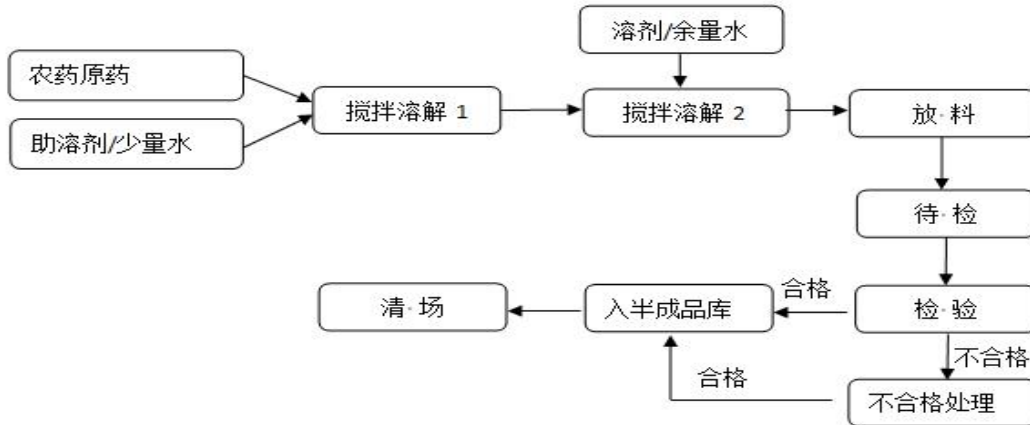 溶剂/余量水
农药原药
搅拌溶解 1
搅拌溶解 2
放·料
助溶剂/少量水
待·检
合格
清·场
入半成品库
检·验
不合格
合格
不合格处理